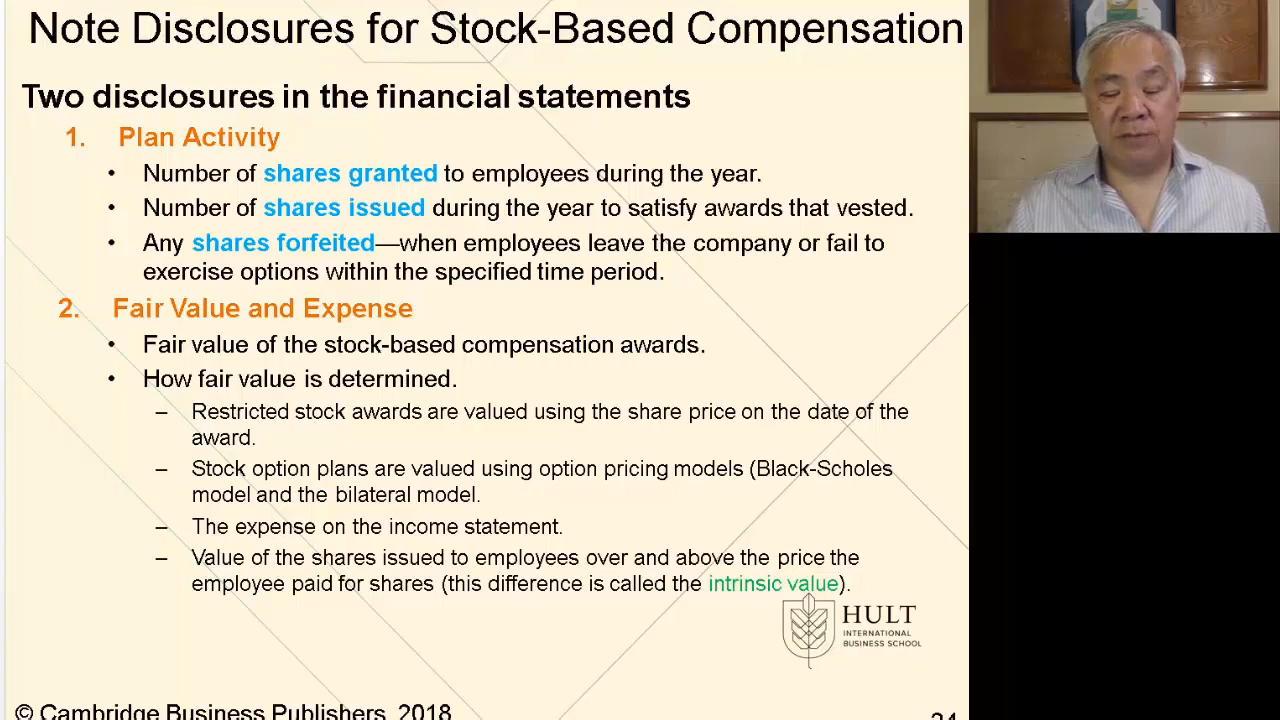 Note Disclosures for Stock-Based Compensation
Two disclosures in the financial statements
1. Plan Activity
• Number of shares granted to employees during the year.
• Number of shares issued during the year to satisfy awards that vested.
• Any shares forfeited—when employees leave the company or fail to
exercise options within the specified time period.
2. Fair Value and Expense
• Fair value of the stock-based compensation awards.
• How fair value is determined.
– Restricted stock awards are valued using the share price on the date of the
award.
– Stock option plans are valued using option pricing models (Black-Scholes
model and the bilateral model.
– The expense on the income statement.
– Value of the shares issued to employees over and above the price the
employee paid for shares (this difference is called the intrinsic value).
HULT
INTERNATIONAL
BUSINESS SCHOOL
© Cambridge Business Publishers, 2018